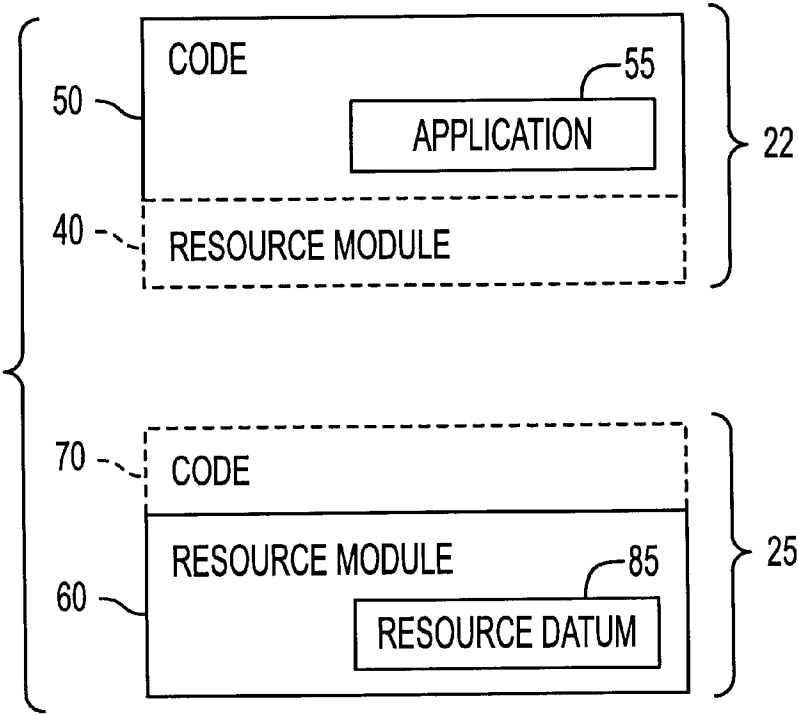 CODE
55
50
APPLICATION
22
40
RESOURCE MODULE
70
CODE
RESOURCE MODULE
85
25
60
RESOURCE DATUM